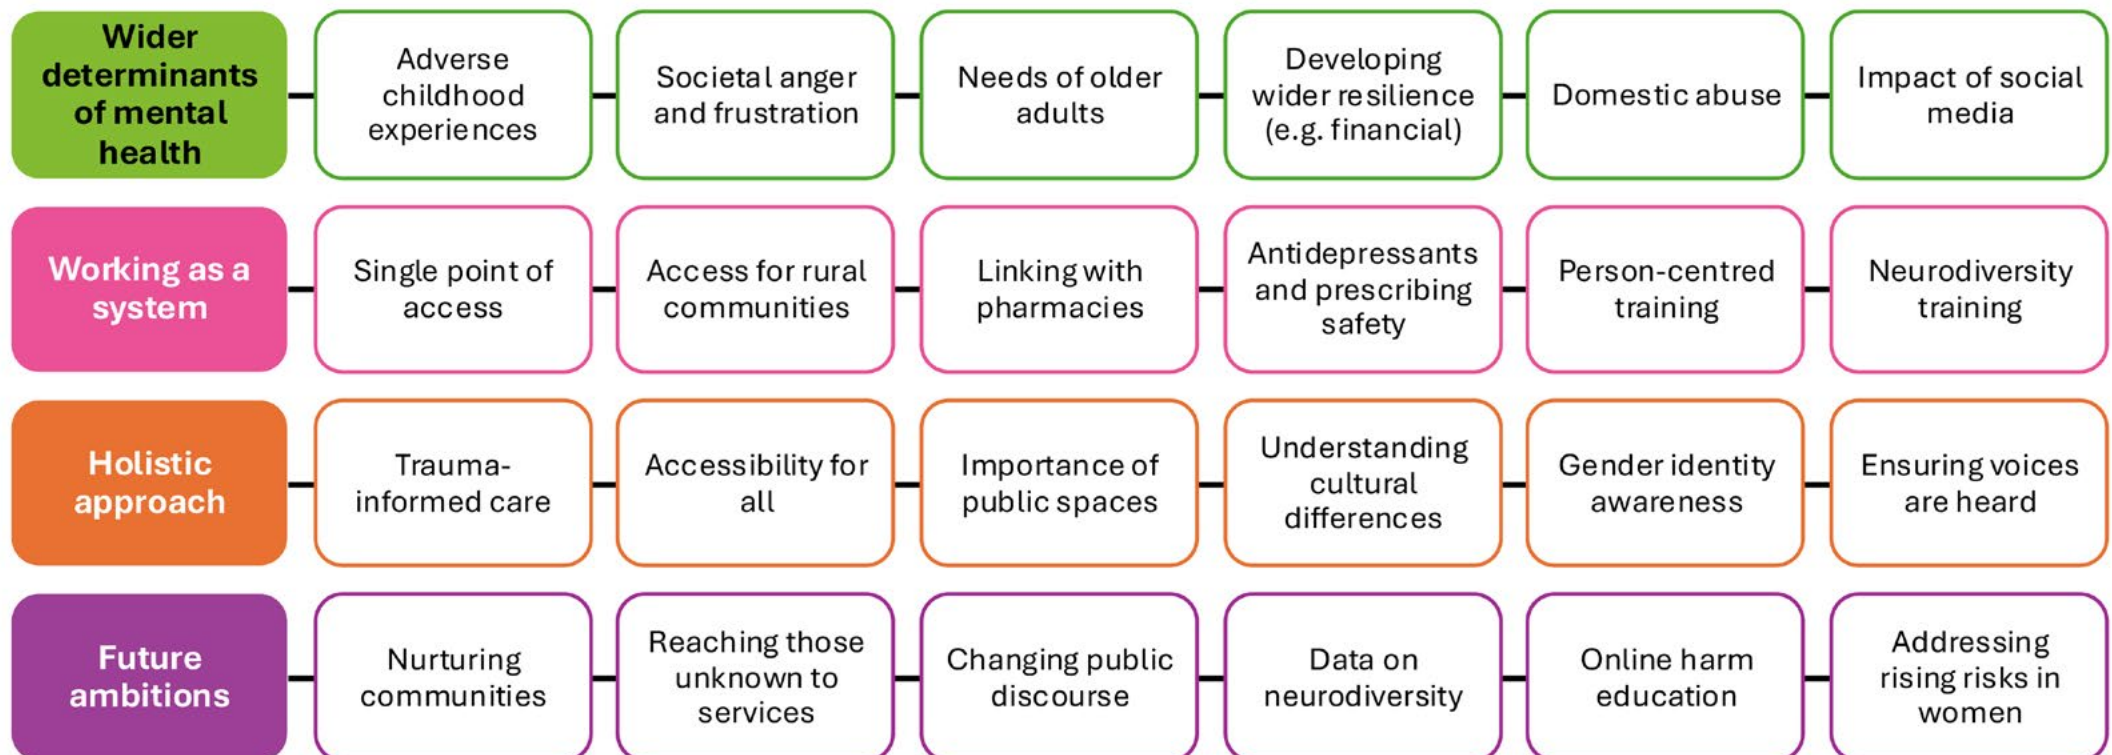 Wider
determinants
of mental
health
Adverse
childhood
experiences
Societal anger
and frustration
Needs of older
adults
Developing
wider resilience
(e.g. financial)
Domestic abuse
Impact of social
media
Working as a
system
Single point of
access
Access for rural
communities
Linking with
pharmacies
Antidepressants
and prescribing
safety
Person-centred
training
Neurodiversity
training
Holistic
approach
Trauma-
informed care
Accessibility for
all
Importance of
public spaces
Understanding
cultural
differences
Gender identity
awareness
Ensuring voices
are heard
Future
ambitions
Nurturing
communities
Reaching those
unknown to
services
Changing public
discourse
Data on
neurodiversity
Online harm
education
Addressing
rising risks in
women